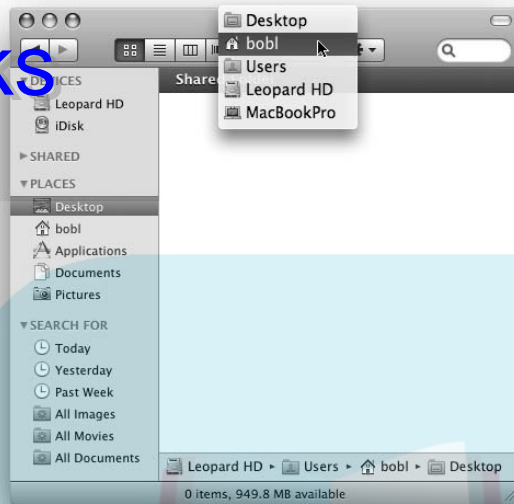 Desktop
bobl
Users
Leopard HD
MacBookPro
ks
DEVICES
Leopard HD
iDisk
SHARED
PLACES
Desktop
bobl
Applications
Documents
Pictures
SEARCH FOR
Today
Yesterday
Past Week
All Images
All Movies
All Documents
Leopard HD ▸ Users ▸ bobl ▸ Desktop
0 items, 949.8 MB available